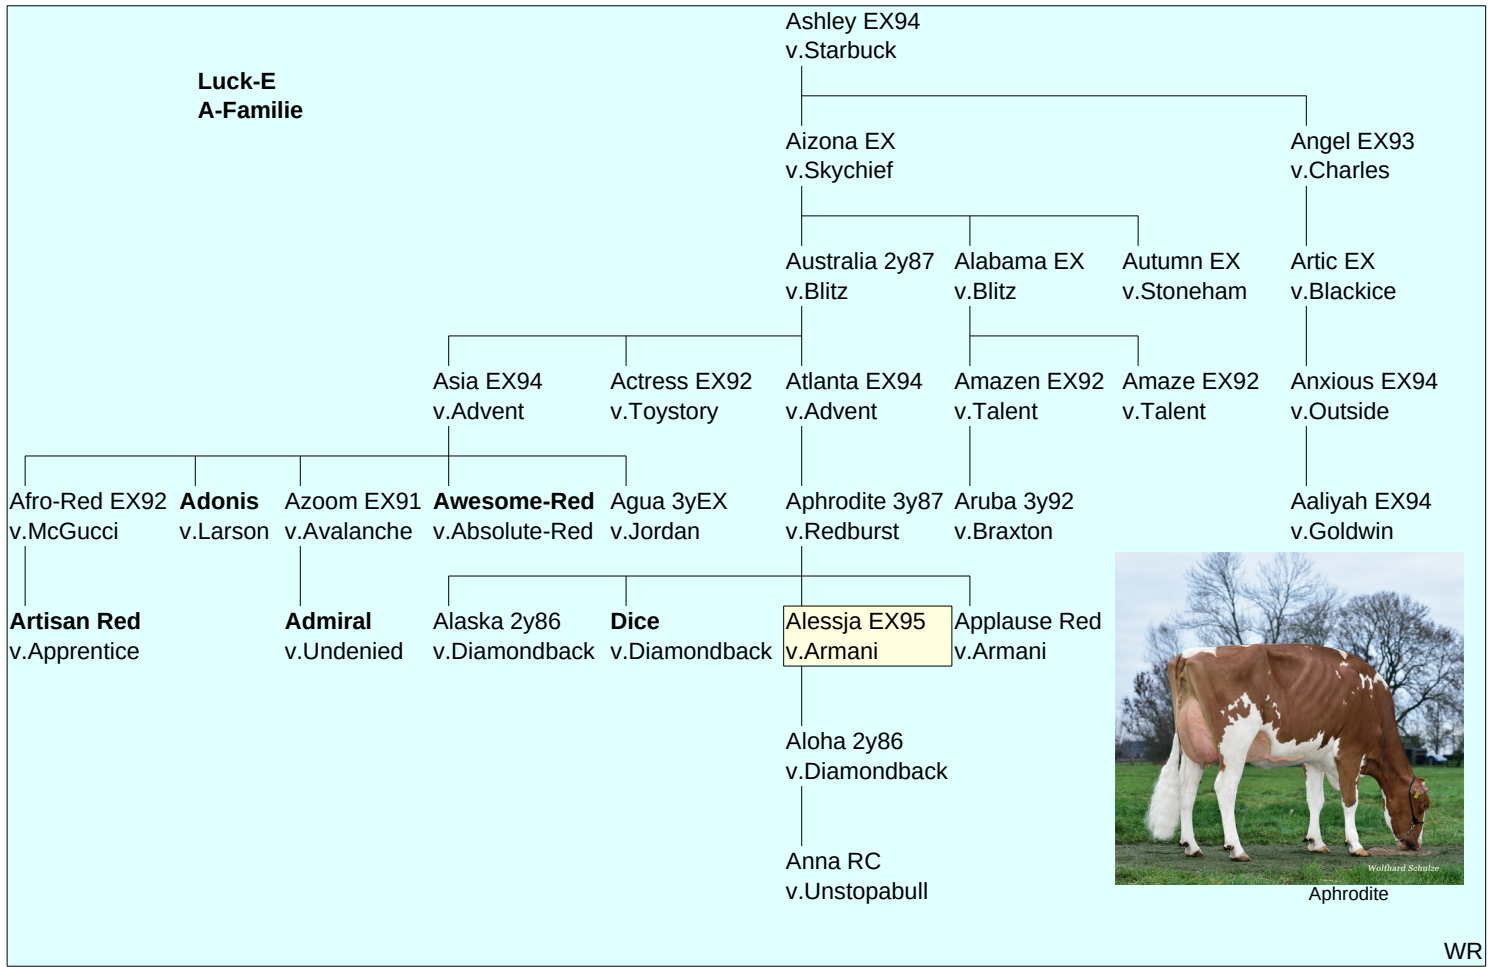 Ashley EX94
v.Starbuck
Luck-E
A-Familie
Aizona EX
v.Skychief
Angel EX93
v.Charles
Australia 2y87
v.Blitz
Alabama EX
v.Blitz
Autumn EX
v.Stoneham
Artic EX
v.Blackice
Asia EX94
v.Advent
Actress EX92
v.Toystory
Atlanta EX94
v.Advent
Amazen EX92
v.Talent
Amaze EX92
v.Talent
Anxious EX94
v.Outside
Afro-Red EX92
v.McGucci
Adonis
v.Larson
Azoom EX91
v.Avalanche
Awesome-Red
v.Absolute-Red
Agua 3yEX
v.Jordan
Aphrodite 3y87
v.Redburst
Aruba 3y92
v.Braxton
Aaliyah EX94
v.Goldwin
Artisan Red
v.Apprentice
Admiral
v.Undenied
Alaska 2y86
v.Diamondback
Dice
v.Diamondback
Alessja EX95
v.Armani
Applause Red
v.Armani
Aloha 2y86
v.Diamondback
Anna RC
v.Unstopabull
Wolfhard Schulze
Aphrodite
WR